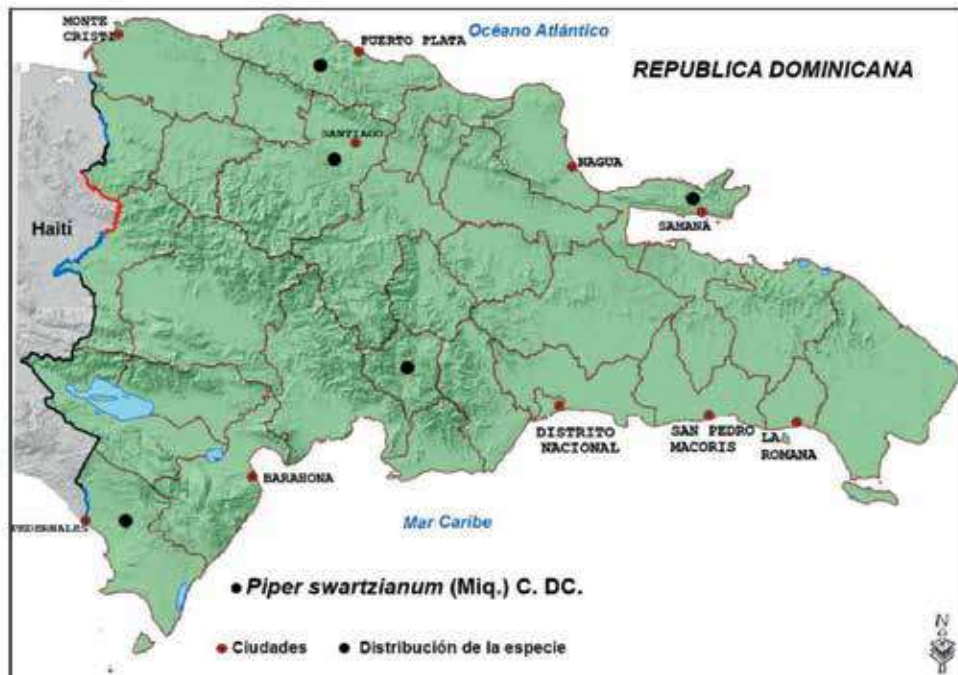 MONTE
CRISTI
PUERTO PLATA
Océano Atlántico
REPUBLICA DOMINICANA
SANTIAGO
NAGUA
Haití
SAMANÁ
DISTRITO
NACIONAL
SAN PEDRO
MACORIS
LA
ROMANA
BARAHONA
PEDERNALES
Mar Caribe
Piper swartzianum (Miq.) C. DC.
Ciudades
Distribución de la especie
N